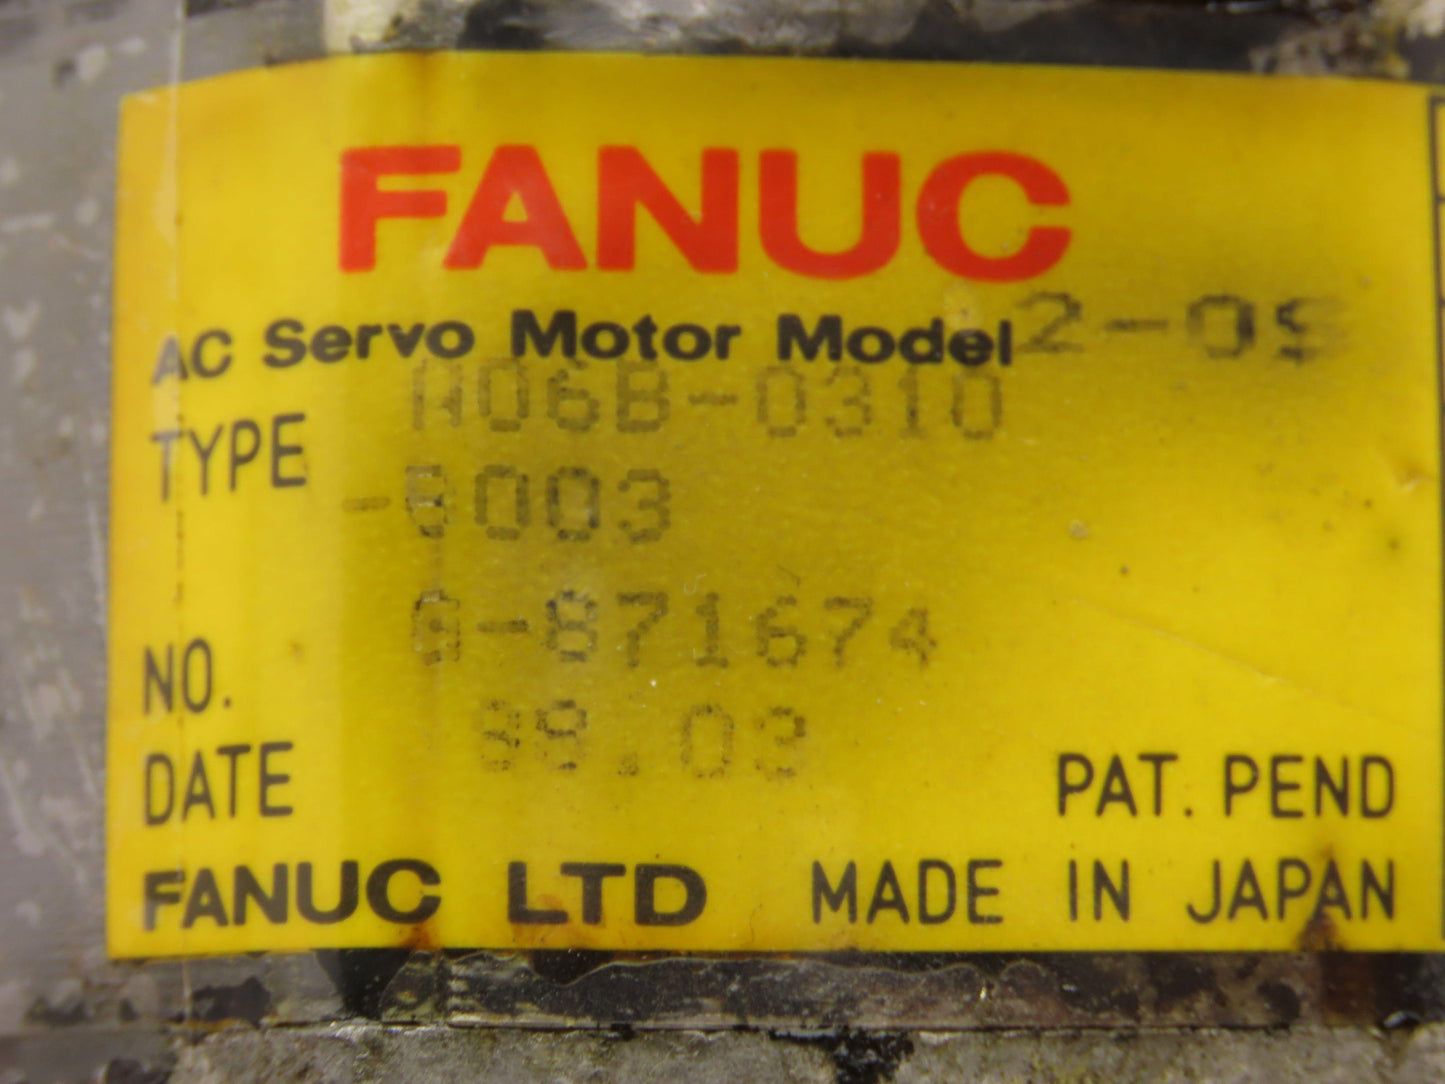 FANUC
AC Servo Motor Model 2-0S
TYPE A06B-0310
-B003
NO. G-871674
DATE .03
PAT. PEND
FANUC LTD MADE IN JAPAN